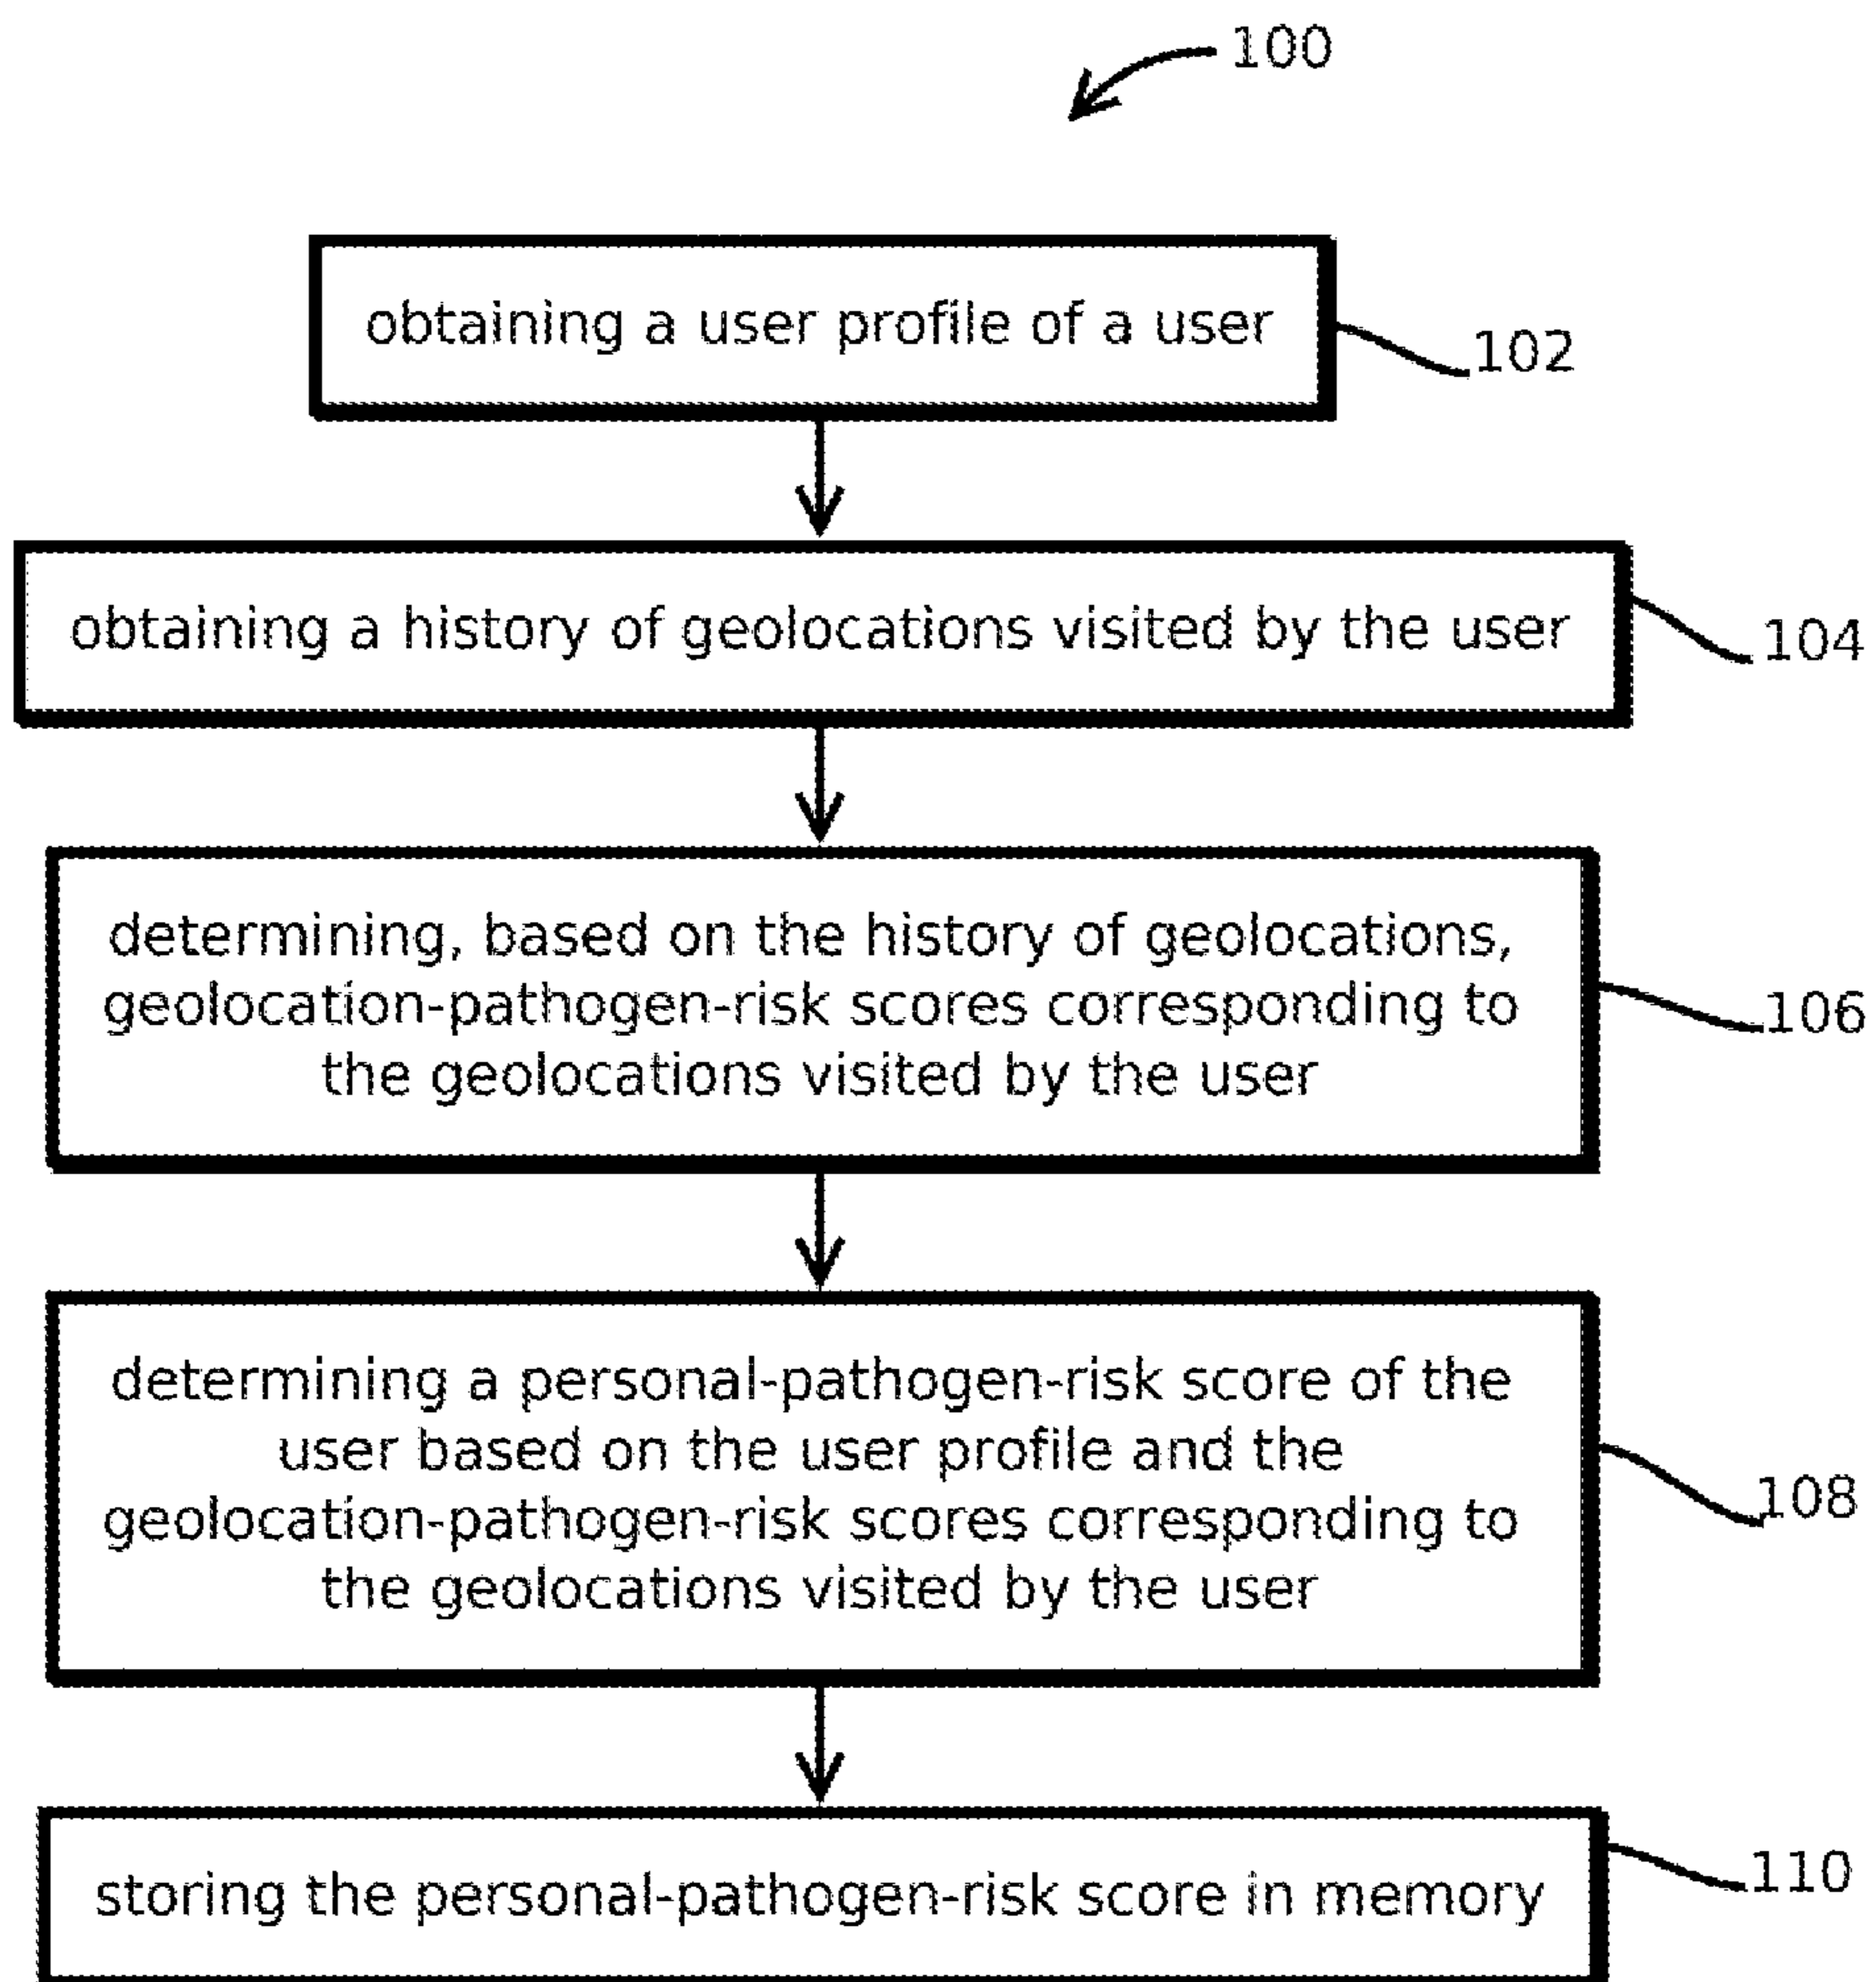 100
obtaining a user profile of a user
102
obtaining a history of geolocations visited by the user
104
determining, based on the history of geolocations,
geolocation-pathogen-risk scores corresponding to
the geolocations visited by the user
106
determining a personal-pathogen-risk score of the
user based on the user profile and the
geolocation-pathogen-risk scores corresponding to
the geolocations visited by the user
108
storing the personal-pathogen-risk score in memory
110